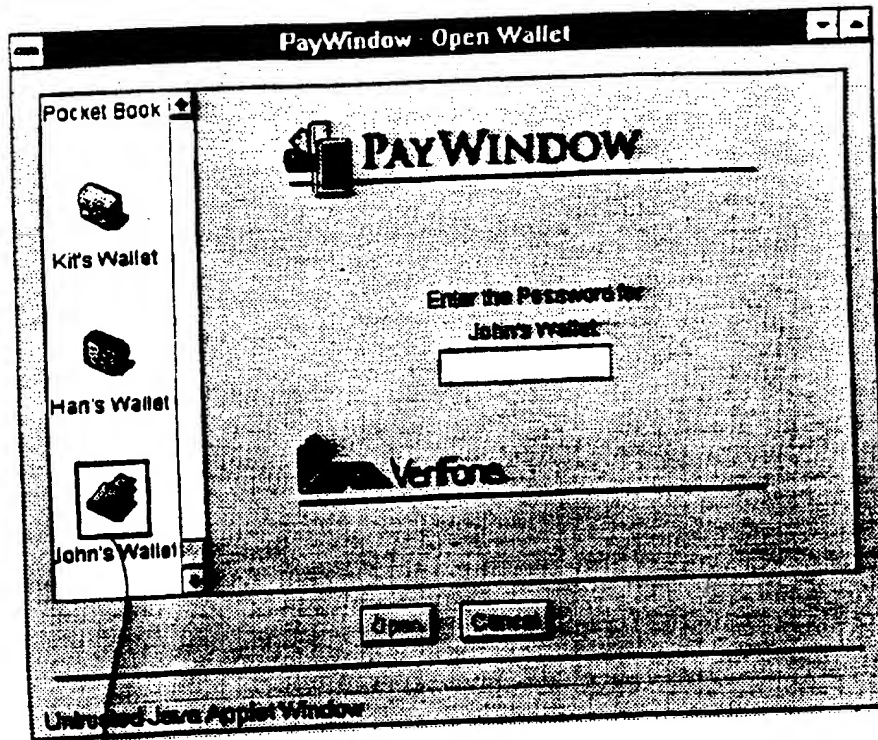 PayWindow - Open Wallet
Pocket Book i
PAYWINDOW
Kit's Wallet
Enter the Password for
John's Wallet:
Han's Wallet
VeriFone
John's Wallet
Open
Cancel
Untrusted Java Applet Window